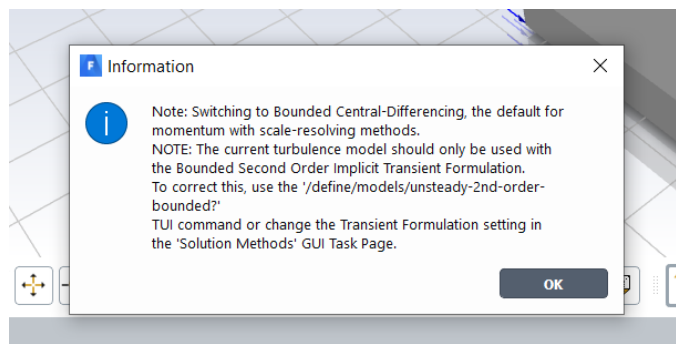 Information
Note: Switching to Bounded Central-Differencing, the default for
momentum with scale-resolving methods.
NOTE: The current turbulence model should only be used with
the Bounded Second Order Implicit Transient Formulation.
To correct this, use the '/define/models/unsteady-2nd-order-
bounded?'
TUI command or change the Transient Formulation setting in
the 'Solution Methods' GUI Task Page.
OK